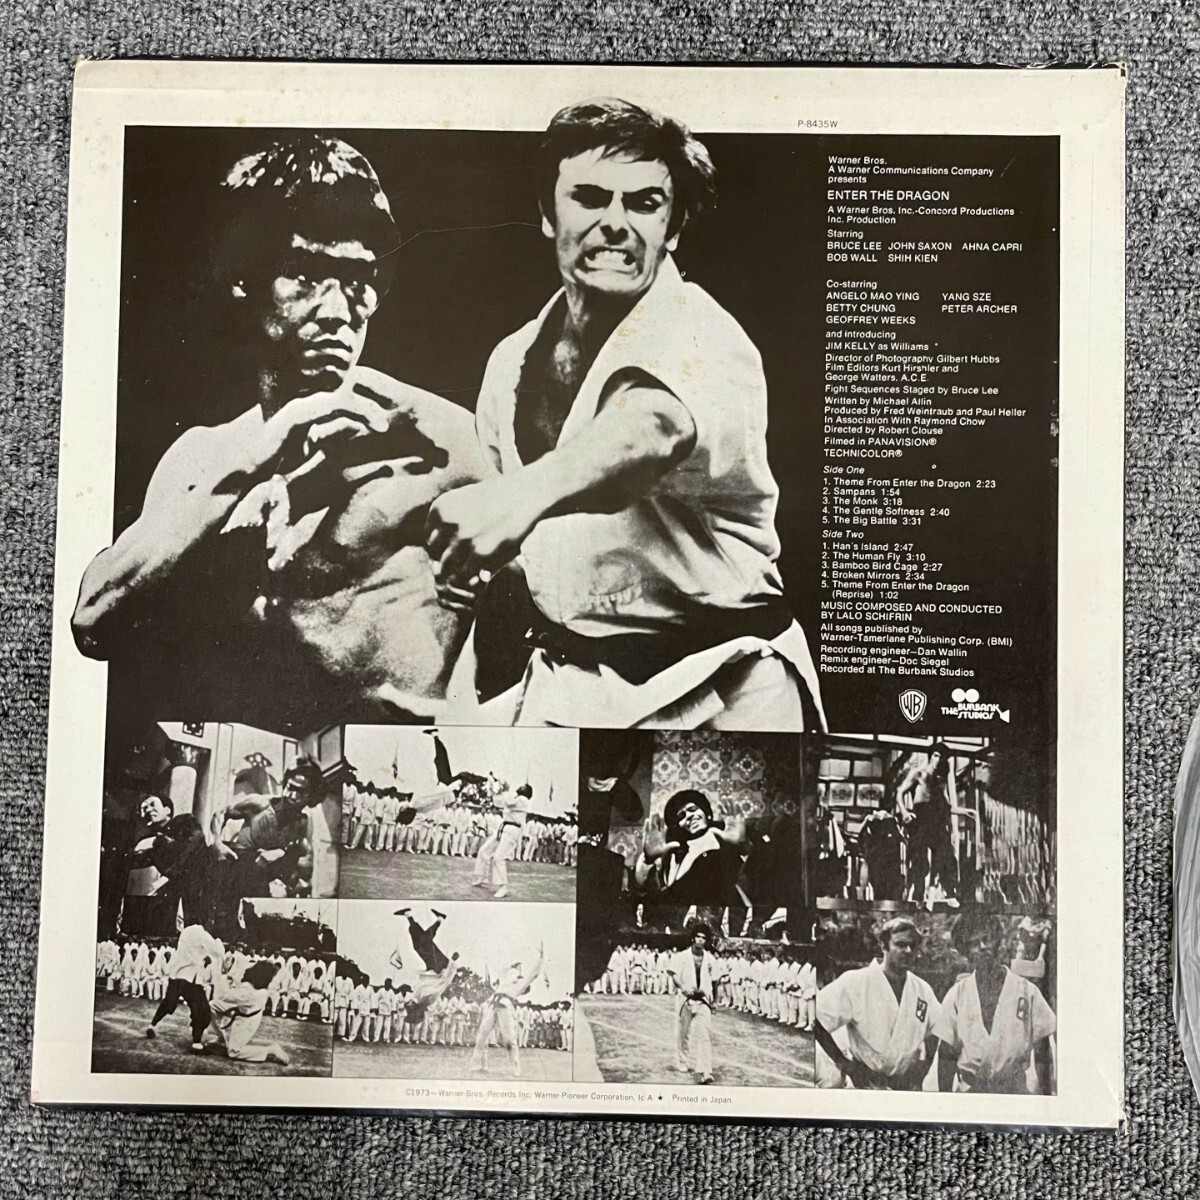 P-8435W
Warner Bros.
A Warner Communications Company
presents
ENTER THE DRAGON
A Warner Bros. Inc.-Concord Productions
Inc. Production
Starring
BRUCE LEE JOHN SAXON AHNA CAPRI
BOB WALL SHIH KIEN
Co-starring
ANGELO MAO YING YANG SZE
BETTY CHUNG PETER ARCHER
GEOFFREY WEEKS
and introducing
JIM KELLY as Williams
Director of Photography Gilbert Hubbs
Film Editors Kurt Hirshler and
George Watters, A.C.E.
Fight Sequences Staged by Bruce Lee
Written by Michael Allin
Produced by Fred Weintraub and Paul Heller
In Association With Raymond Chow
Directed by Robert Clouse
Filmed in PANAVISION®
TECHNICOLOR®
Side One
1. Theme From Enter the Dragon 2:23
2. Sampans 1:54
3. The Monk 3:18
4. The Gentle Softness 2:40
5. The Big Battle 3:31
Side Two
1. Han's Island 2:47
2. The Human Fly 3:10
3. Bamboo Bird Cage 2:27
4. Broken Mirrors 2:34
5. Theme From Enter the Dragon
(Reprise) 1:02
MUSIC COMPOSED AND CONDUCTED
BY LALO SCHIFRIN
All songs published by
Warner-Tamerlane Publishing Corp. (BMI)
Recording engineer—Dan Wallin
Remix engineer—Doc Siegel
Recorded at The Burbank Studios
WB
THE BURBANK
STUDIOS
©1973—Warner Bros. Records Inc. Warner-Pioneer Corporation, Ic A ★ Printed in Japan.